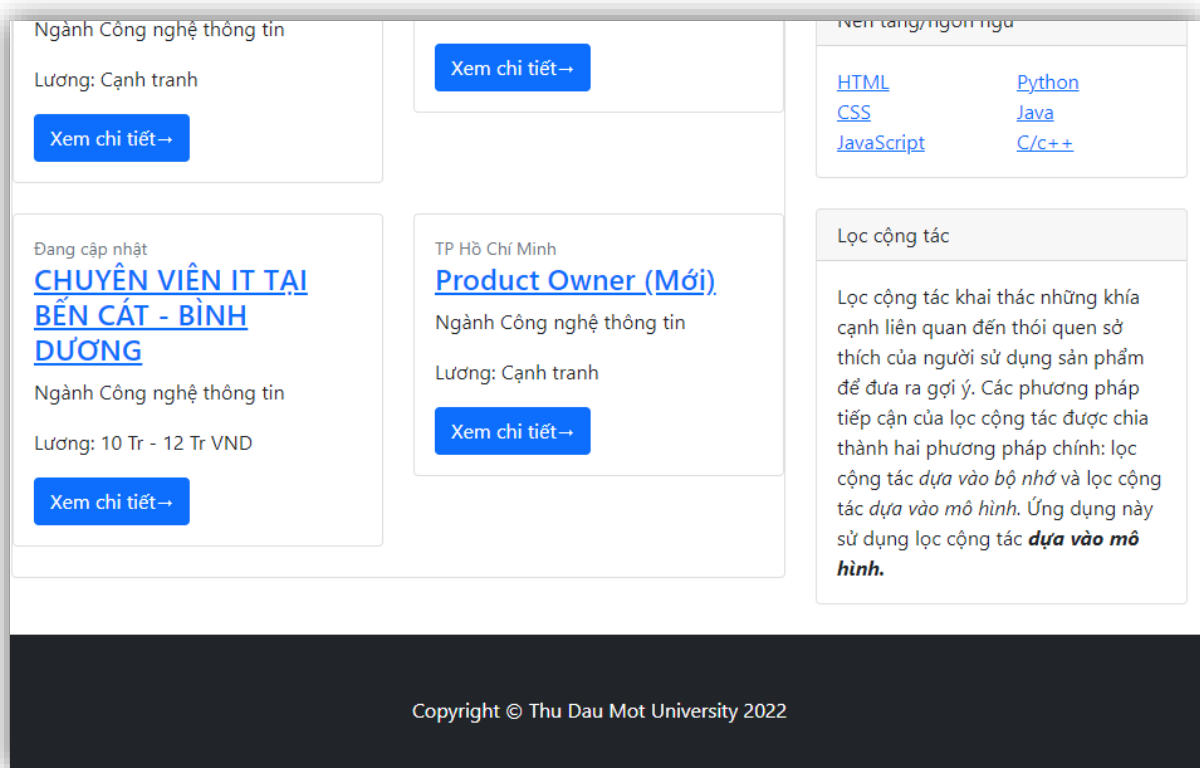 Ngành Công nghệ thông tin
Lương: Cạnh tranh
Xem chi tiết→
Xem chi tiết→
Đang cập nhật
CHUYÊN VIÊN IT TẠI
BẾN CÁT - BÌNH
DƯƠNG
Ngành Công nghệ thông tin
Lương: 10 Tr - 12 Tr VND
Xem chi tiết→
TP Hồ Chí Minh
Product Owner (Mới)
Ngành Công nghệ thông tin
Lương: Cạnh tranh
Xem chi tiết→
Nền tảng/ngôn ngữ
HTML
CSS
JavaScript
Python
Java
C/c++
Lọc cộng tác
Lọc cộng tác khai thác những khía
cạnh liên quan đến thói quen sở
thích của người sử dụng sản phẩm
để đưa ra gợi ý. Các phương pháp
tiếp cận của lọc cộng tác được chia
thành hai phương pháp chính: lọc
cộng tác dựa vào bộ nhớ và lọc cộng
tác dựa vào mô hình. Ứng dụng này
sử dụng lọc cộng tác dựa vào mô
hình.
Copyright © Thu Dau Mot University 2022